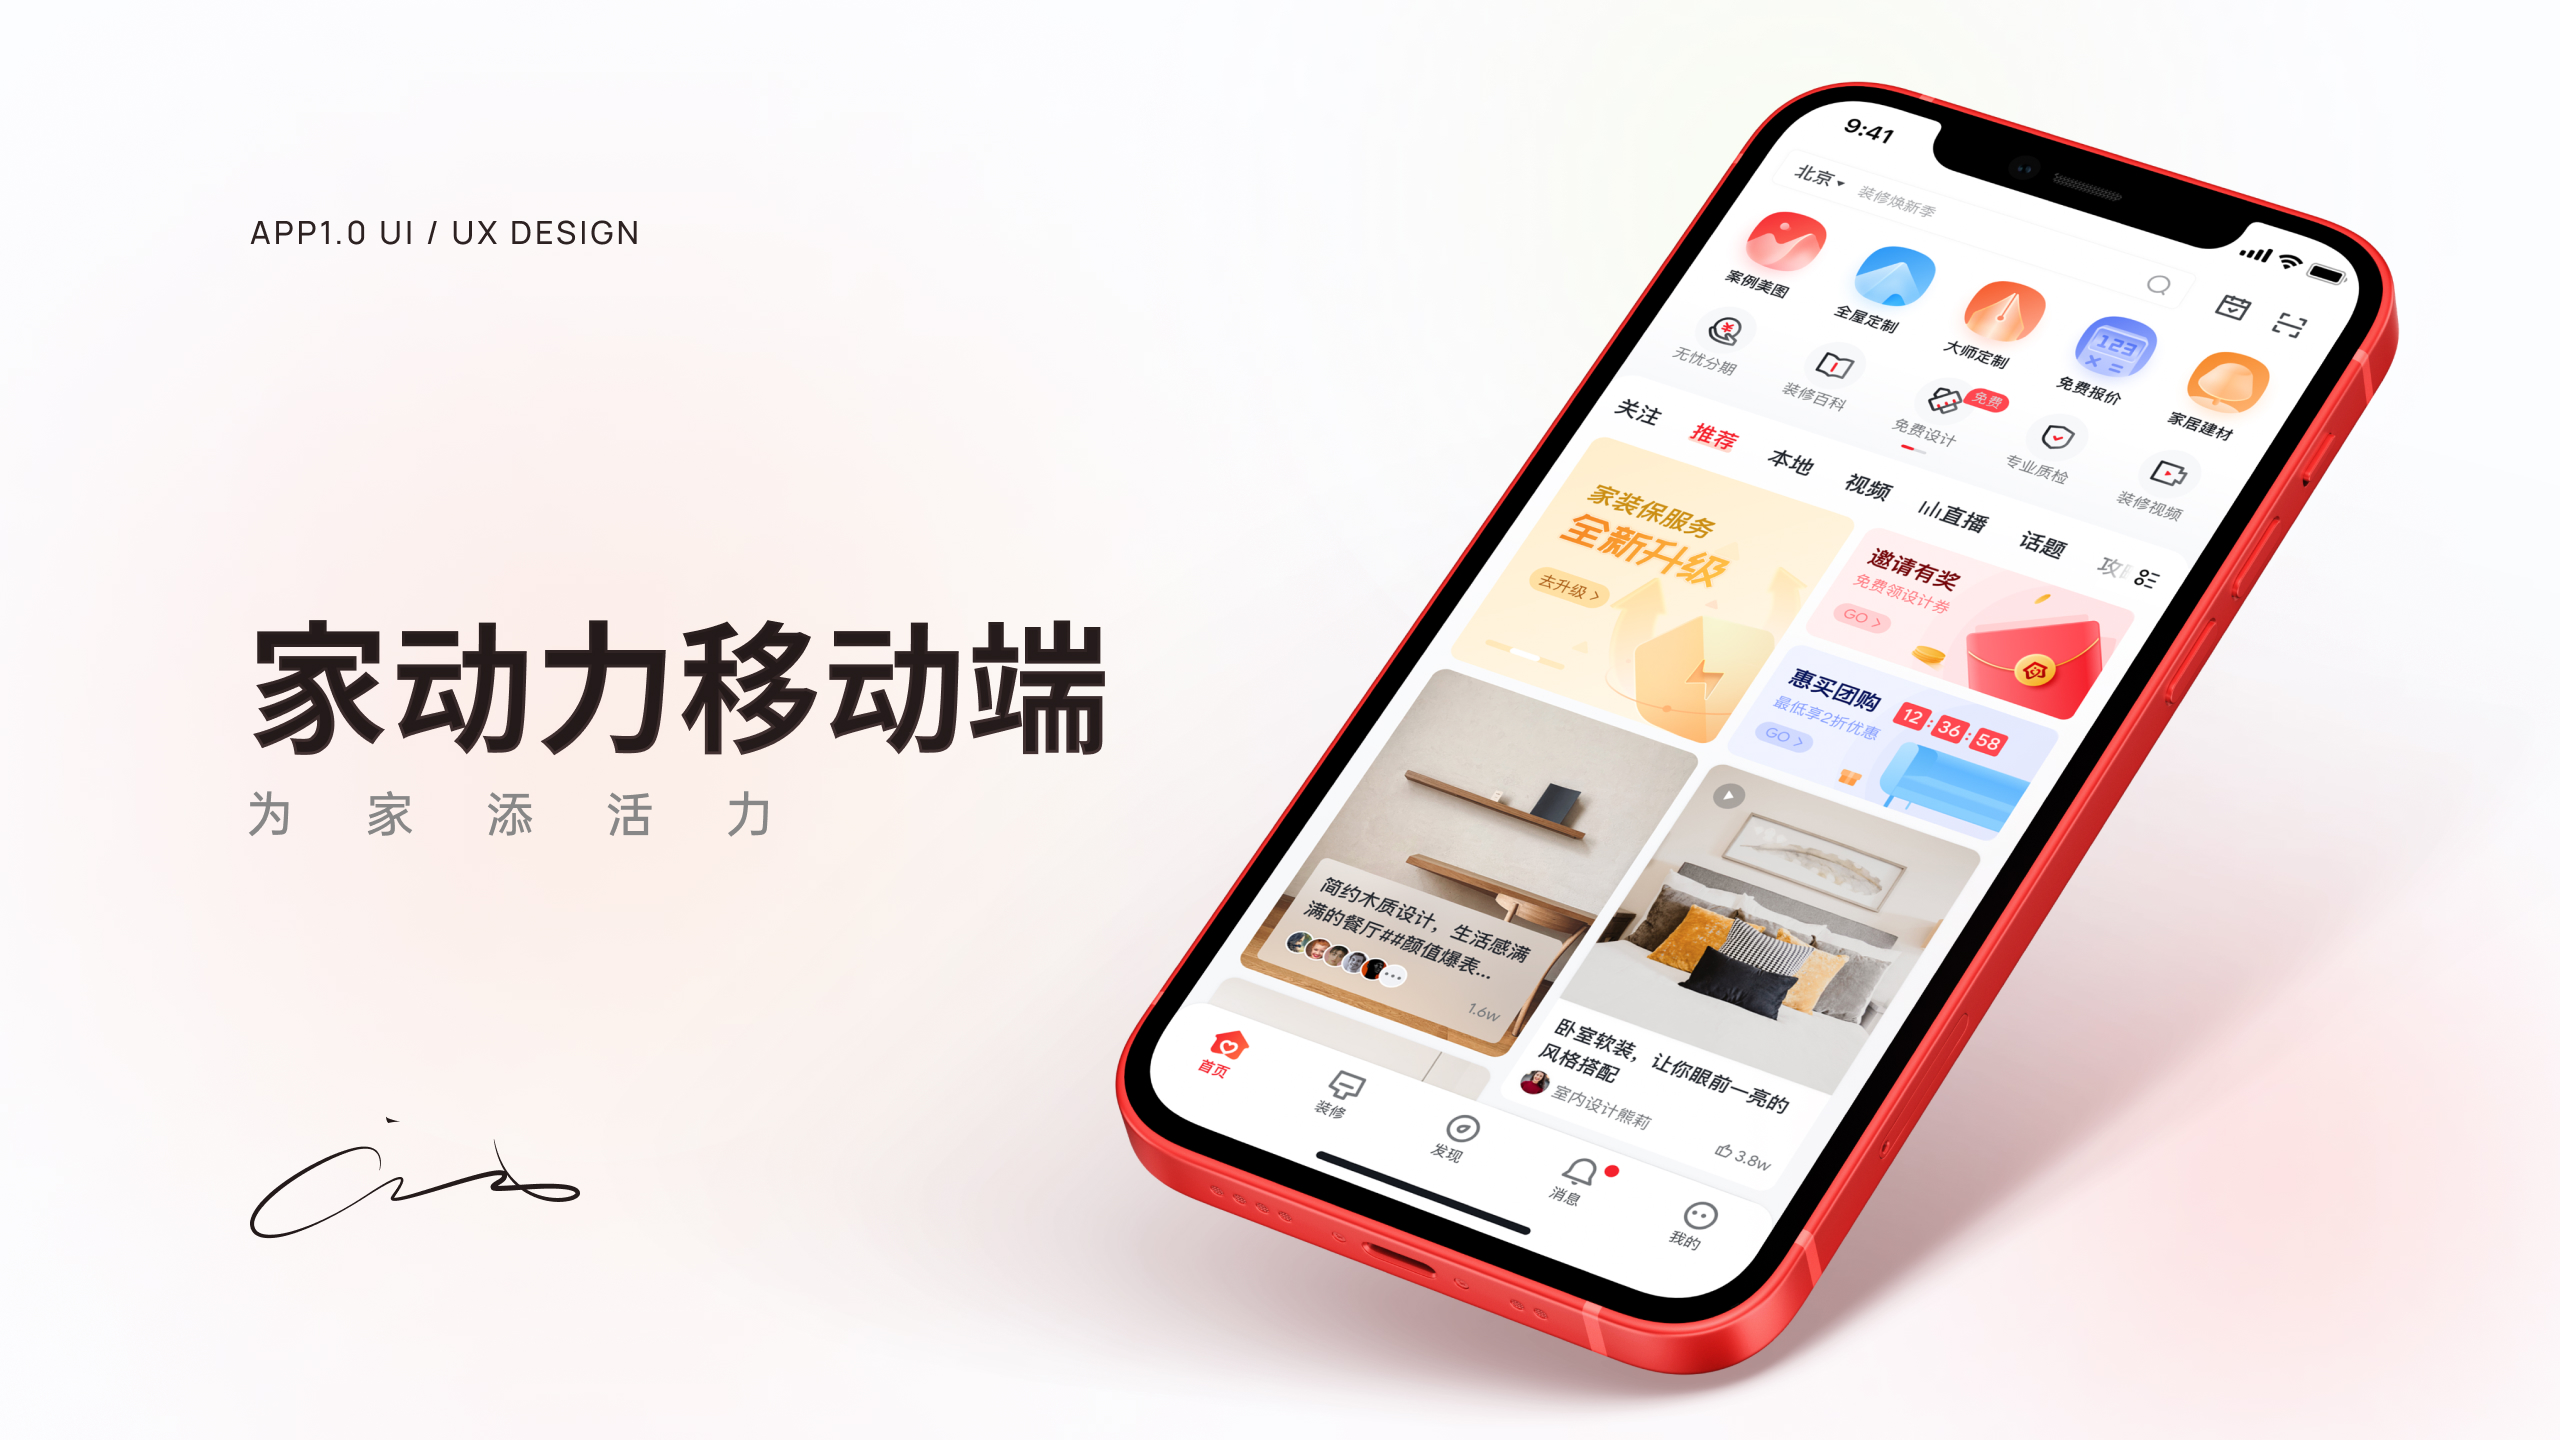 APP1.0 UI / UX DESIGN
家动力移动端
为家添活力
9:41
北京
装修焕新季
案例美图
全屋定制
大师定制
免费报价
123
家居建材
无忧分期
装修百科
免费设计
免费
专业质检
装修视频
关注
推荐
本地
视频
直播
话题
攻
家装保服务
全新升级
去升级 >
邀请有奖
免费领设计券
GO >
惠买团购
12:36:58
最低享2折优惠
GO >
简约木质设计，生活感满
满的餐厅##颜值爆表...
1.6w
卧室软装，让你眼前一亮的
风格搭配
室内设计熊莉
3.8w
首页
装修
发现
消息
我的